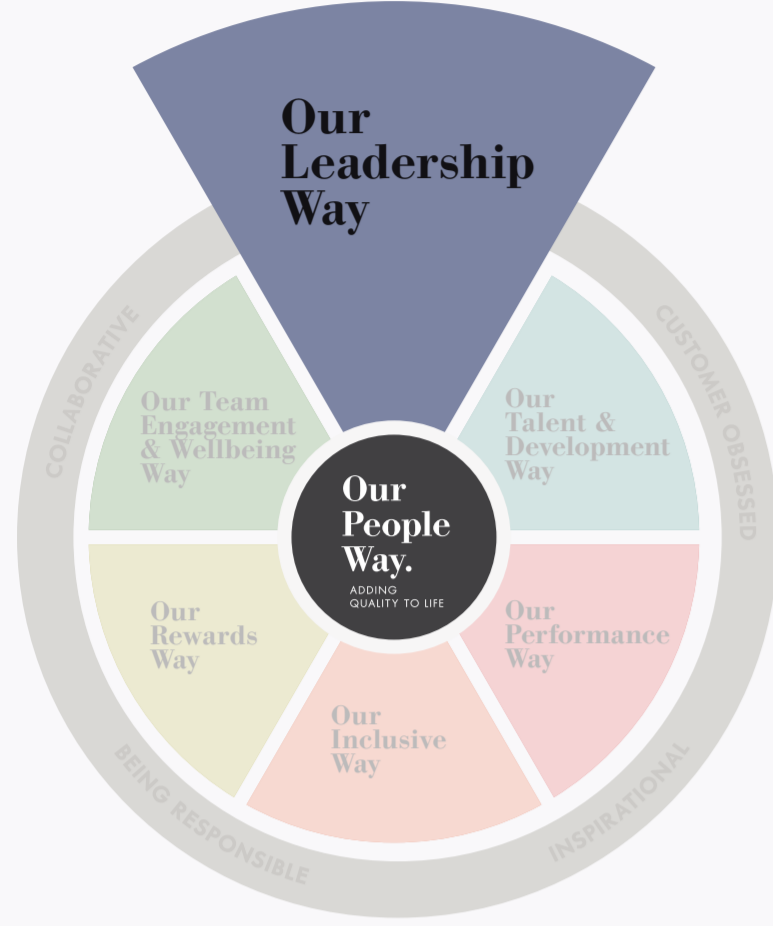 Our
Leadership
Way
COLLABORATIVE
CUSTOMER OBSESSED
Our Team
Engagement
& Wellbeing
Way
Our
Talent &
Development
Way
Our
People
Way.
ADDING
QUALITY TO LIFE
Our
Rewards
Way
Our
Performance
Way
Our
Inclusive
Way
BEING RESPONSIBLE
INSPIRATIONAL